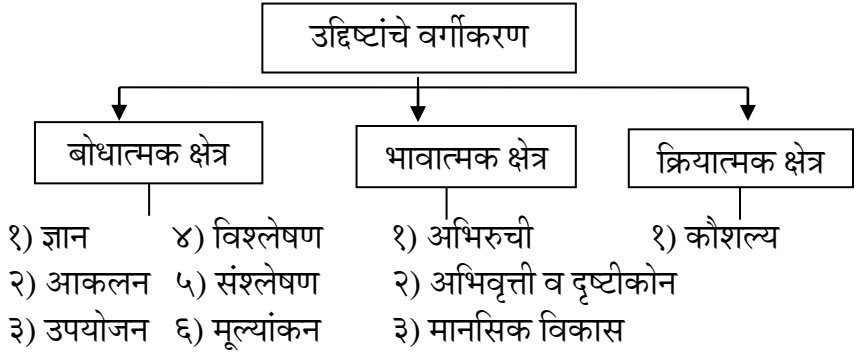 उद्दिष्टांचे वर्गीकरण
बोधात्मक क्षेत्र
भावात्मक क्षेत्र
क्रियात्मक क्षेत्र
१) ज्ञान ४) विश्लेषण
२) आकलन ५) संश्लेषण
३) उपयोजन ६) मूल्यांकन
१) अभिरुची
२) अभिवृत्ती व दृष्टीकोन
३) मानसिक विकास
१) कौशल्य